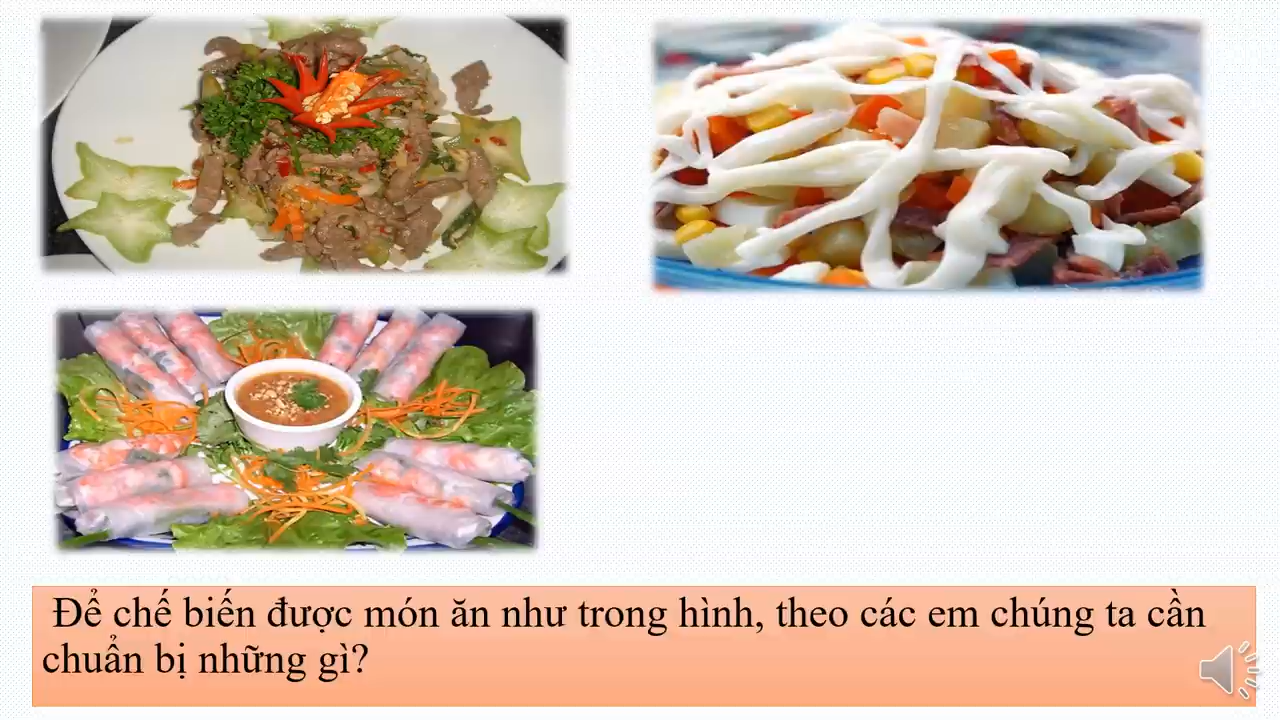 Để chế biến được món ăn như trong hình, theo các em chúng ta cần
chuẩn bị những gì?